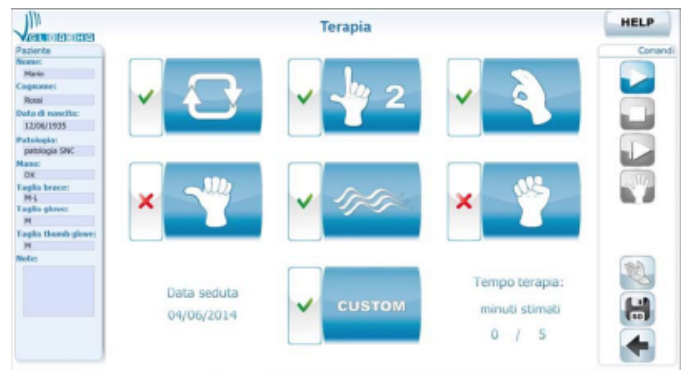 Terapia
HELP
GLOREHA
Paziente
Nome:
Mario
Cognome:
Rossi
Data di nascita:
12/06/1935
Patologia:
patologia SNC
Mano:
DX
Taglia brace:
M-L
Taglia glove:
M
Taglia thumb glove:
M
Note:
2
CUSTOM
Data seduta
04/06/2014
Tempo terapia:
minuti stimati
0 / 5
Comandi
SD